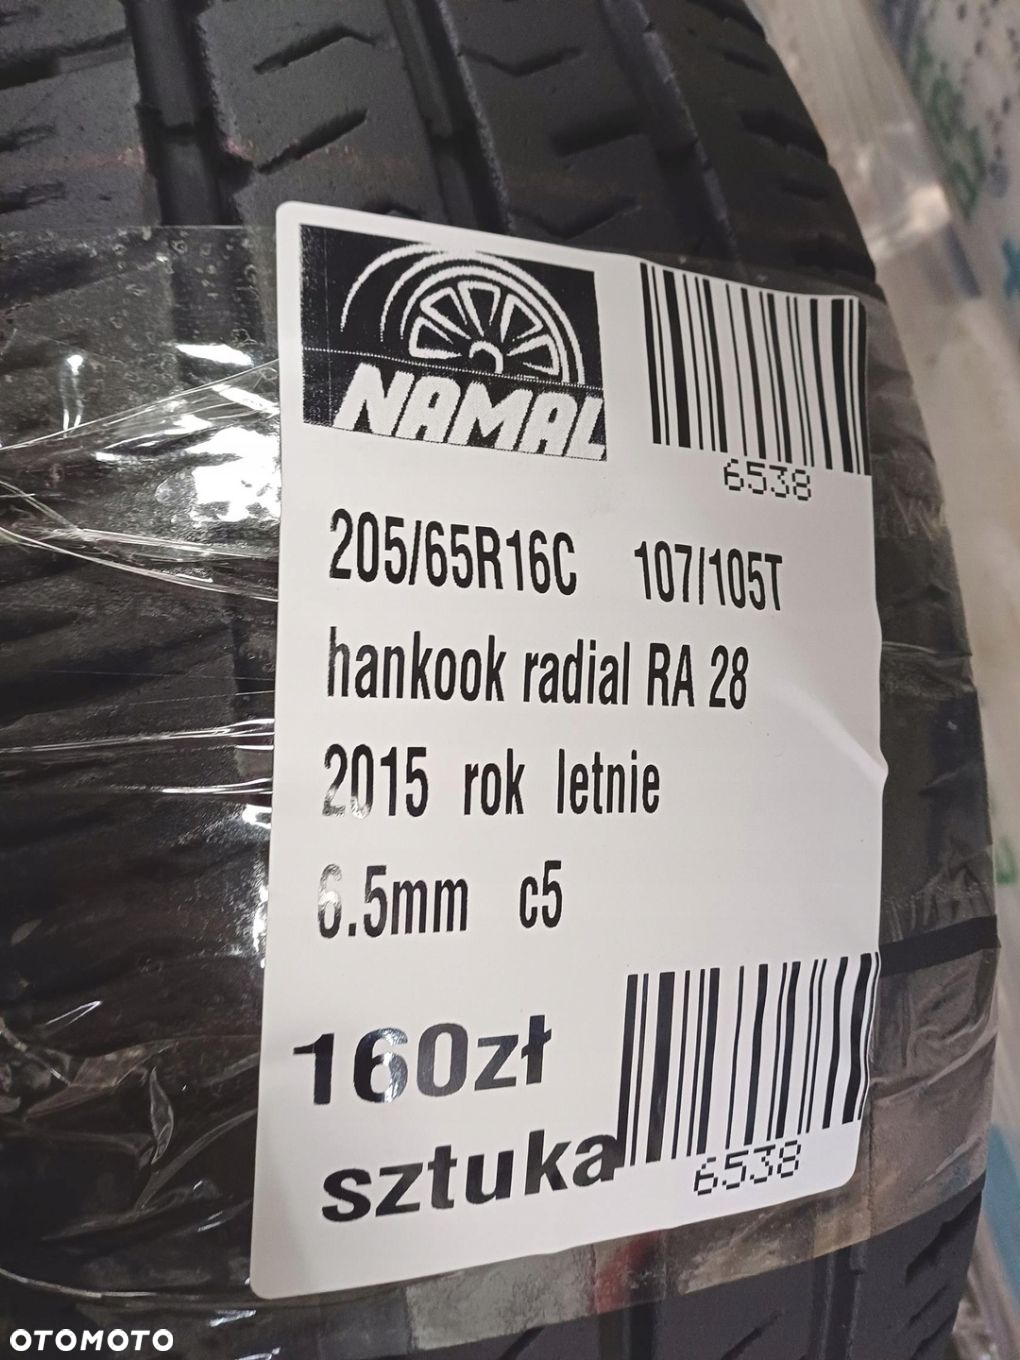 NAMAL
6538
205/65R16C 107/105T
hankook radial RA 28
2015 rok letnie
6.5mm c5
160zł
sztuka
6538
OTOMOTO